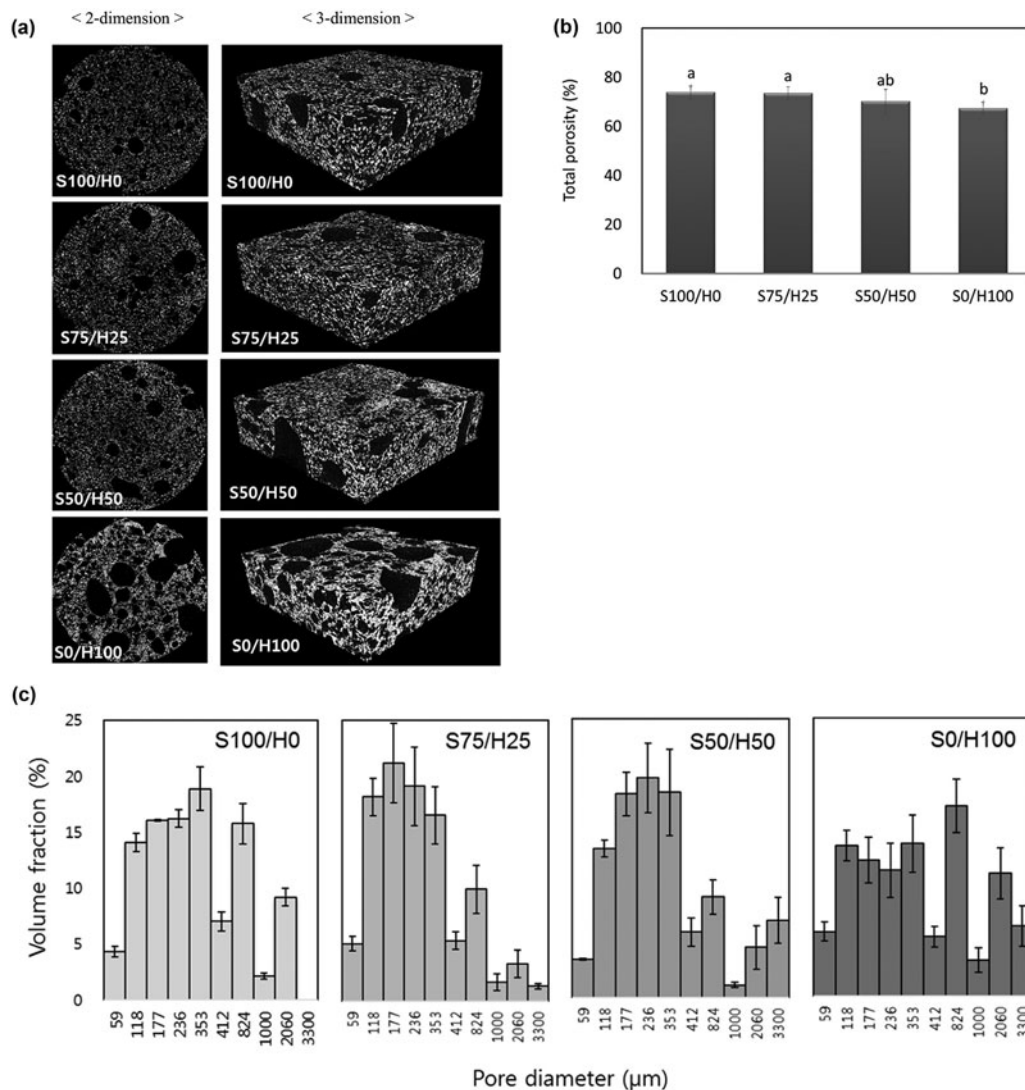 (a)
< 2-dimension >
< 3-dimension >
S100/H0
S100/H0
S75/H25
S75/H25
S50/H50
S50/H50
S0/H100
S0/H100
(b)
Total porosity (%)
100
80
60
40
20
0
a
a
ab
b
S100/H0
S75/H25
S50/H50
S0/H100
(c)
Volume fraction (%)
25
20
15
10
5
0
S100/H0
59 118 177 236 353 412 824 1000 2060 3300
S75/H25
59 118 177 236 353 412 824 1000 2060 3300
S50/H50
59 118 177 236 353 412 824 1000 2060 3300
S0/H100
59 118 177 236 353 412 824 1000 2060 3300
Pore diameter (μm)